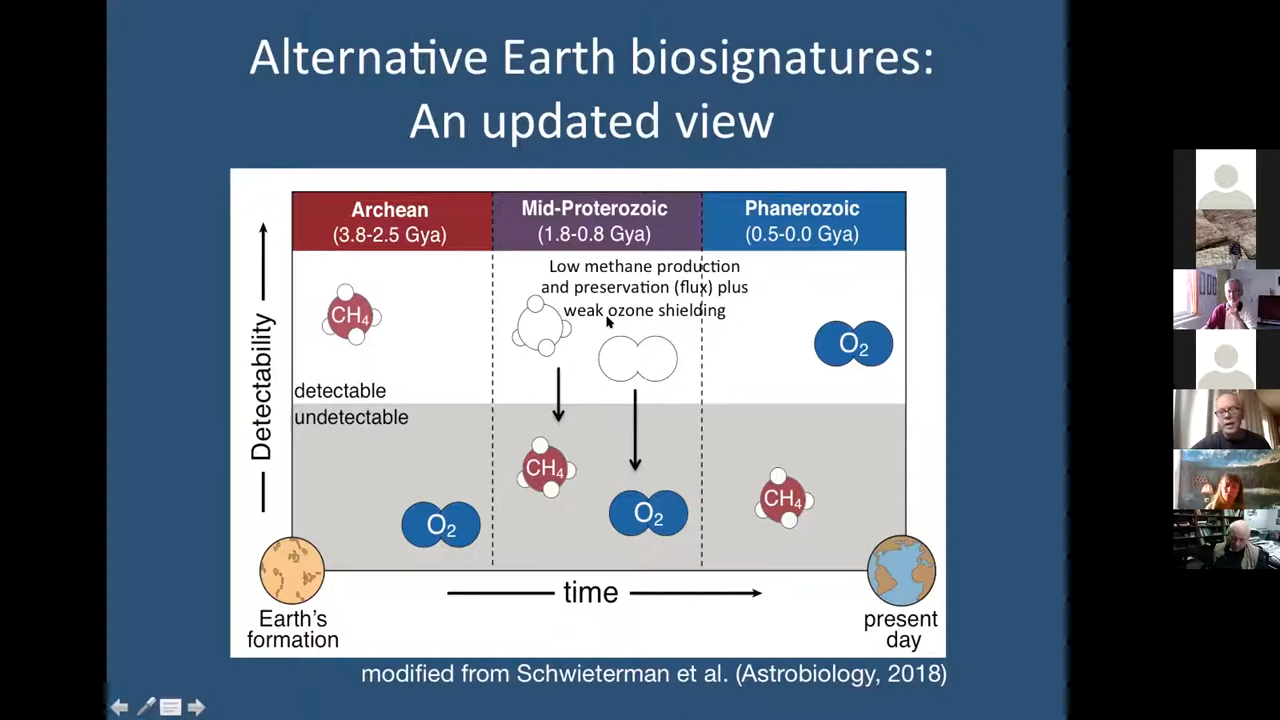 Alternative Earth biosignatures:
An updated view
Archean
(3.8-2.5 Gya)
Mid-Proterozoic
(1.8-0.8 Gya)
Phanerozoic
(0.5-0.0 Gya)
Low methane production
and preservation (flux) plus
weak ozone shielding
CH4
O2
Detectability
detectable
undetectable
CH4
O2
CH4
O2
time
Earth's
formation
present
day
modified from Schwieterman et al. (Astrobiology, 2018)